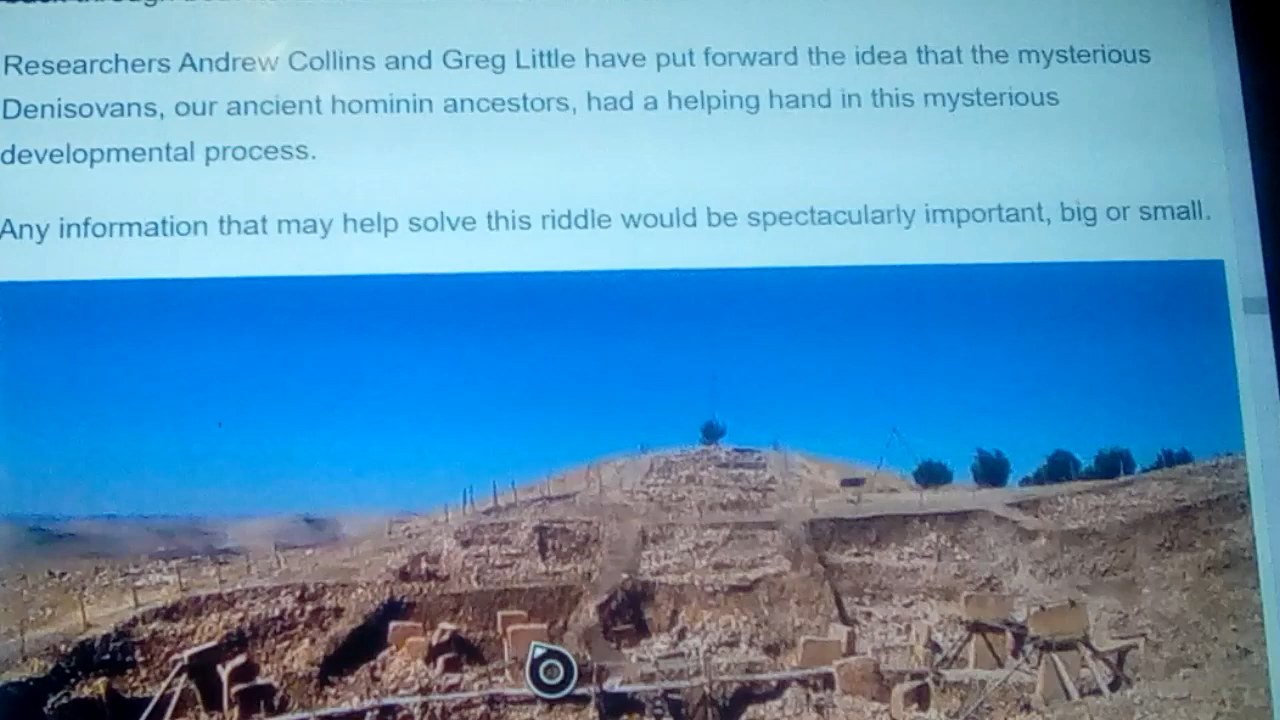 Researchers Andrew Collins and Greg Little have put forward the idea that the mysterious
Denisovans, our ancient hominin ancestors, had a helping hand in this mysterious
developmental process.
Any information that may help solve this riddle would be spectacularly important, big or small.